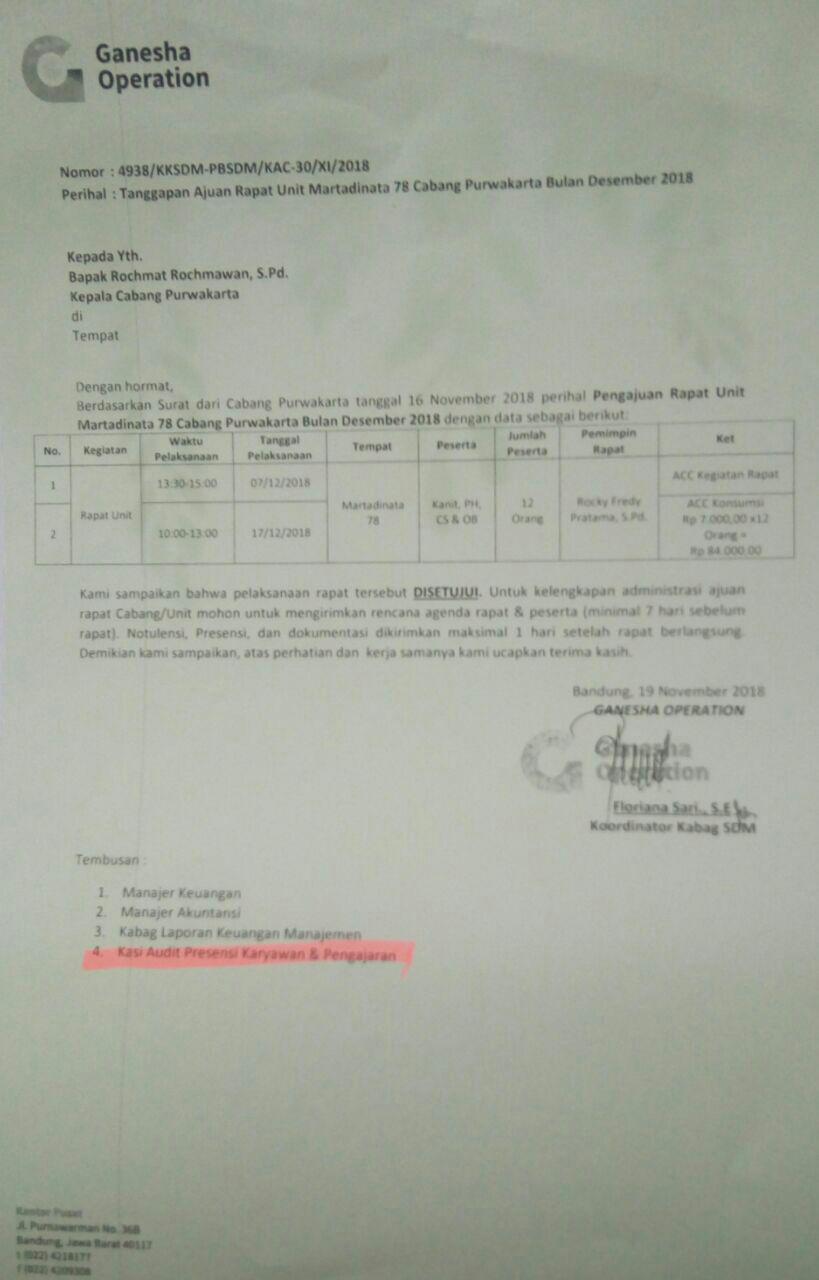 Ganesha
Operation
Nomor : 4938/KKSDM-PBSDM/KAC-30/XI/2018
Perihal : Tanggapan Ajuan Rapat Unit Martadinata 78 Cabang Purwakarta Bulan Desember 2018
Kepada Yth.
Bapak Rochmat Rochmawan, S.Pd.
Kepala Cabang Purwakarta
di
Tempat
Dengan hormat,
Berdasarkan Surat dari Cabang Purwakarta tanggal 16 November 2018 perihal Pengajuan Rapat Unit
Martadinata 78 Cabang Purwakarta Bulan Desember 2018 dengan data sebagai berikut:
No. Kegiatan Waktu Pelaksanaan Tanggal Pelaksanaan Tempat Peserta Jumlah Peserta Pemimpin Rapat Ket
1 Rapat Unit 13:30-15:00 07/12/2018 Martadinata 78 Kanit, PH, CS & OB 12 Orang Rocky Fredy Pratama, S.Pd. ACC Kegiatan Rapat
2 10:00-13:00 17/12/2018 ACC Konsumsi Rp 7.000,00 x12 Orang = Rp 84.000.00
Kami sampaikan bahwa pelaksanaan rapat tersebut DISETUJUI. Untuk kelengkapan administrasi ajuan
rapat Cabang/Unit mohon untuk mengirimkan rencana agenda rapat & peserta (minimal 7 hari sebelum
rapat). Notulensi, Presensi, dan dokumentasi dikirimkan maksimal 1 hari setelah rapat berlangsung.
Demikian kami sampaikan, atas perhatian dan kerja samanya kami ucapkan terima kasih.
Bandung, 19 November 2018
GANESHA OPERATION
Ganesha
Operation
Floriana Sari., S.E
Koordinator Kabag SDM
Tembusan :
1. Manajer Keuangan
2. Manajer Akuntansi
3. Kabag Laporan Keuangan Manajemen
4. Kasi Audit Presensi Karyawan & Pengajaran
Kantor Pusat
Jl. Purnawarman No. 36B
Bandung, Jawa Barat 40117
t (022) 4218177
f (022) 4209308